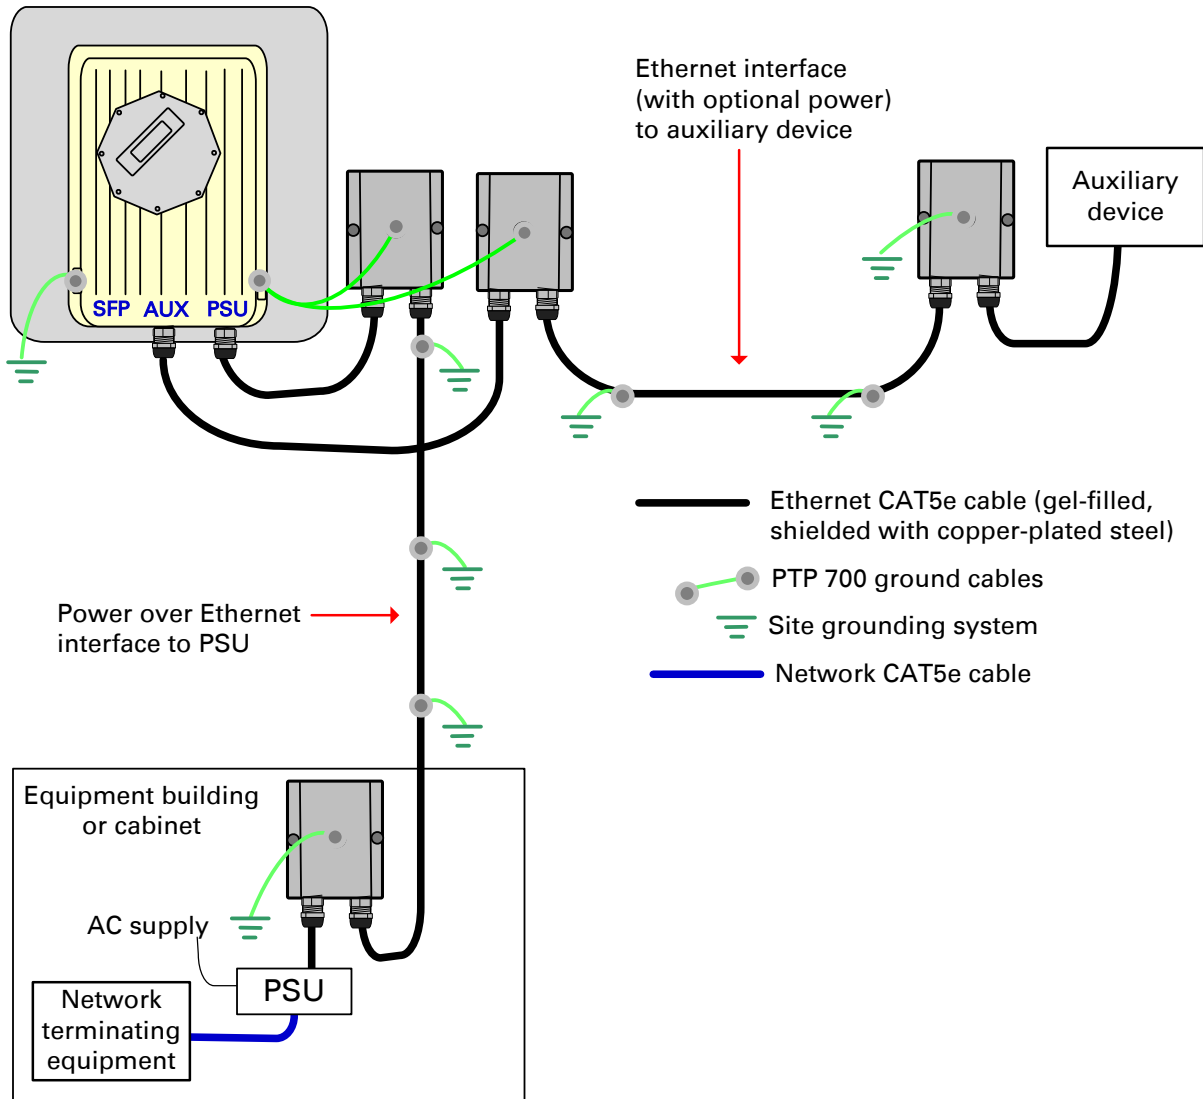 Ethernet interface
(with optional power)
to auxiliary device
Auxiliary
device
SFP AUX PSU
Ethernet CAT5e cable (gel-filled,
shielded with copper-plated steel)
PTP 700 ground cables
Site grounding system
Network CAT5e cable
Power over Ethernet
interface to PSU
Equipment building
or cabinet
AC supply
PSU
Network
terminating
equipment